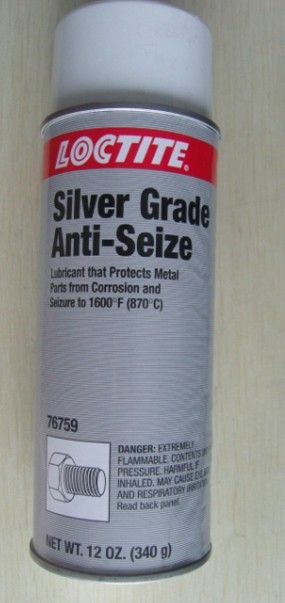 LOCTITE®
Silver Grade
Anti-Seize
Lubricant that Protects Metal
Parts from Corrosion and
Seizure to 1600°F (870°C)
76759
DANGER: EXTREMELY
FLAMMABLE. CONTENTS
PRESSURE. HARMFUL IF
INHALED. MAY CAUSE
AND RESPIRATORY
Read back panel.
NET WT. 12 OZ. (340 g)